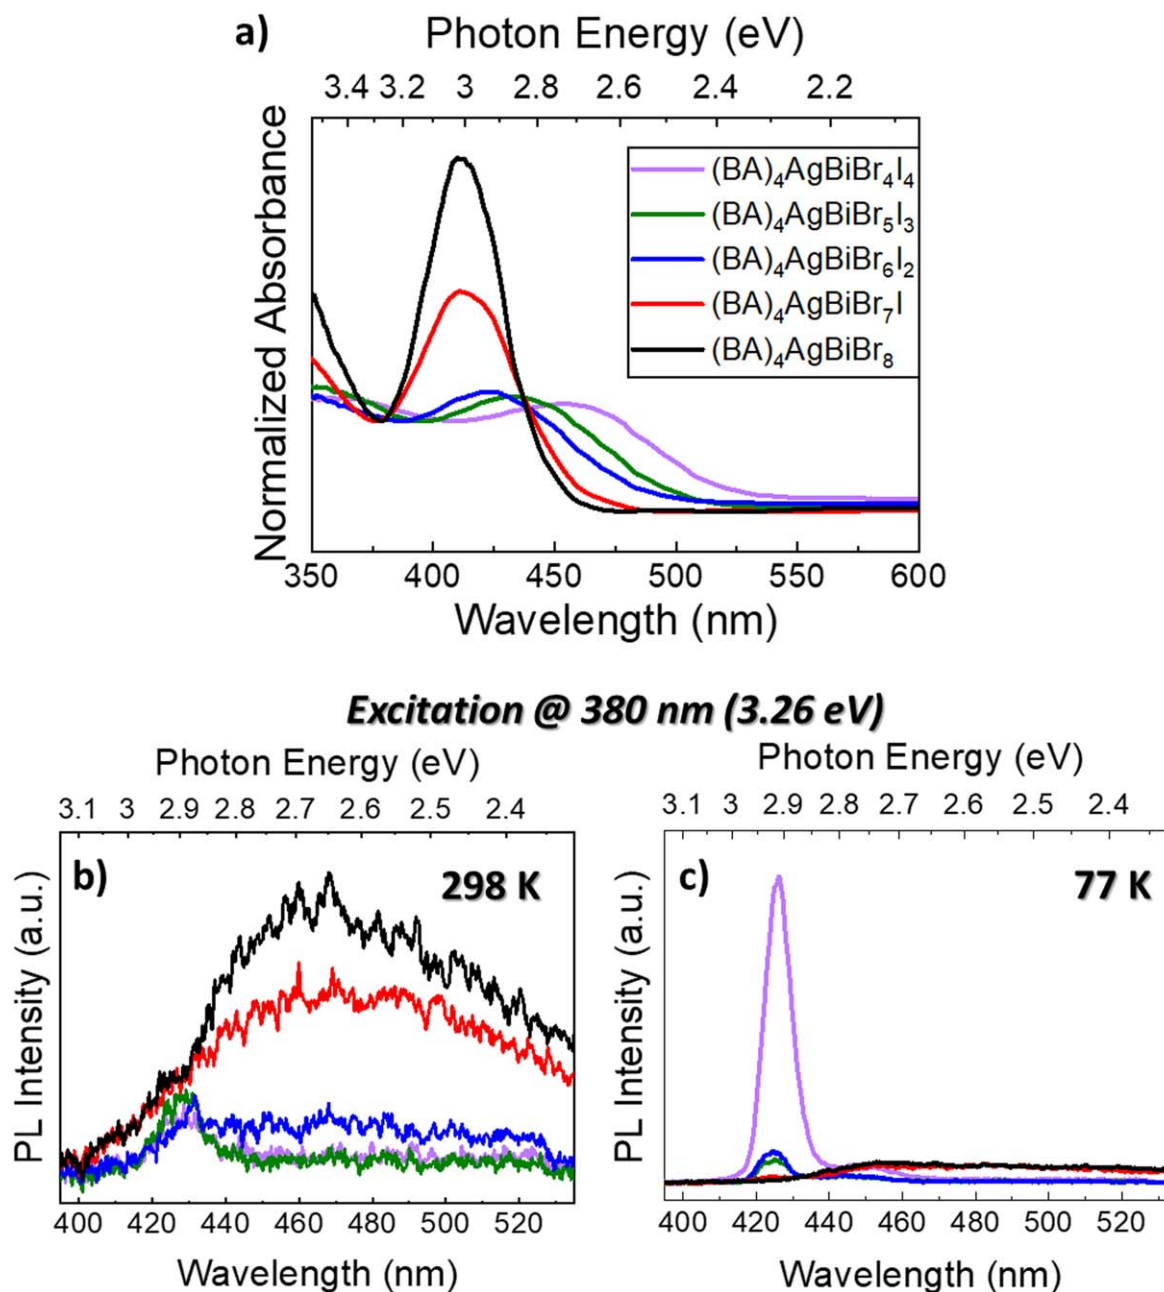 a)
Photon Energy (eV)
3.4 3.2 3 2.8 2.6 2.4 2.2
Normalized Absorbance
(BA)₄AgBiBr₄I₄
(BA)₄AgBiBr₅I₃
(BA)₄AgBiBr₆I₂
(BA)₄AgBiBr₇I
(BA)₄AgBiBr₈
350 400 450 500 550 600
Wavelength (nm)
Excitation @ 380 nm (3.26 eV)
Photon Energy (eV)
3.1 3 2.9 2.8 2.7 2.6 2.5 2.4
b)
298 K
PL Intensity (a.u.)
400 420 440 460 480 500 520
Wavelength (nm)
Photon Energy (eV)
3.1 3 2.9 2.8 2.7 2.6 2.5 2.4
c)
77 K
PL Intensity (a.u.)
400 420 440 460 480 500 520
Wavelength (nm)